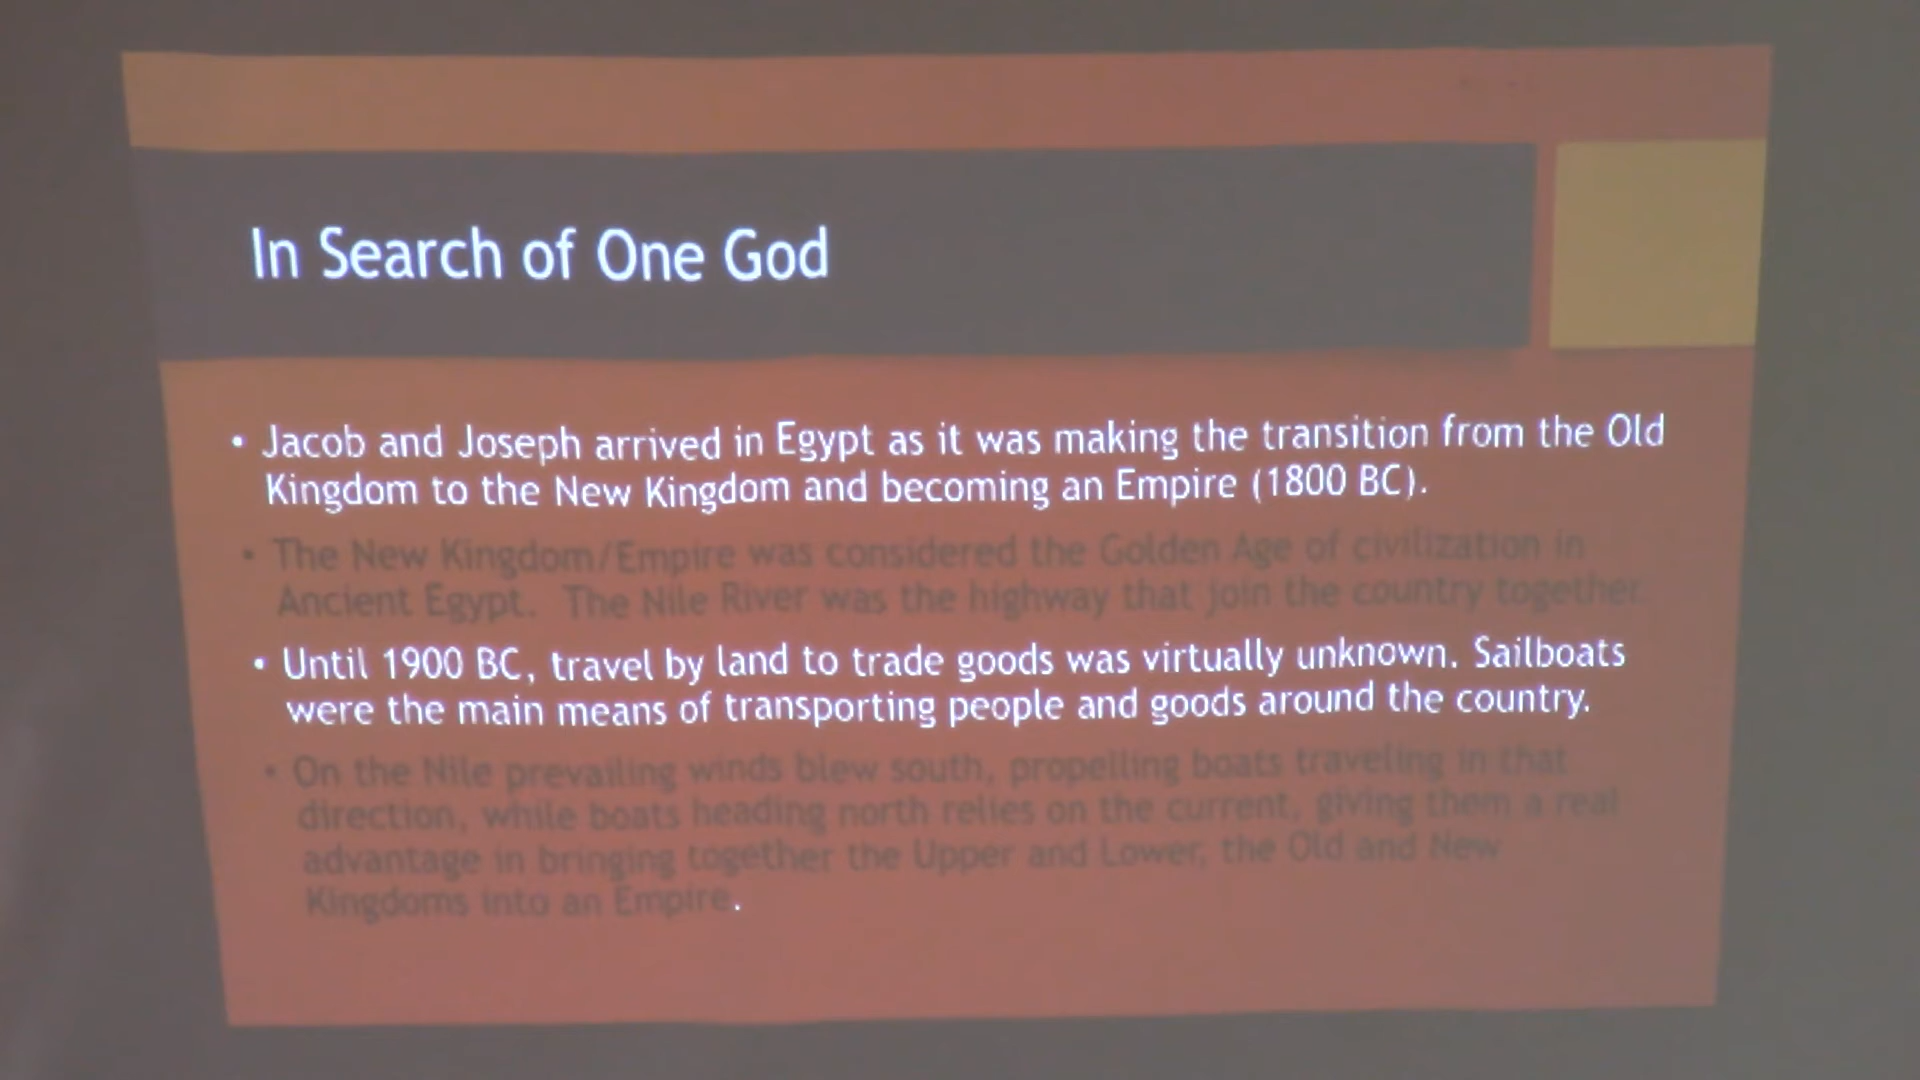 In Search of One God
• Jacob and Joseph arrived in Egypt as it was making the transition from the Old
Kingdom to the New Kingdom and becoming an Empire (1800 BC).
• The New Kingdom/Empire was considered the Golden Age of civilization in
Ancient Egypt. The Nile River was the highway that join the country together.
• Until 1900 BC, travel by land to trade goods was virtually unknown. Sailboats
were the main means of transporting people and goods around the country.
• On the Nile prevailing winds blew south, propelling boats traveling in that
direction, while boats heading north relies on the current, giving them a real
advantage in bringing together the Upper and Lower, the Old and New
Kingdoms into an Empire.